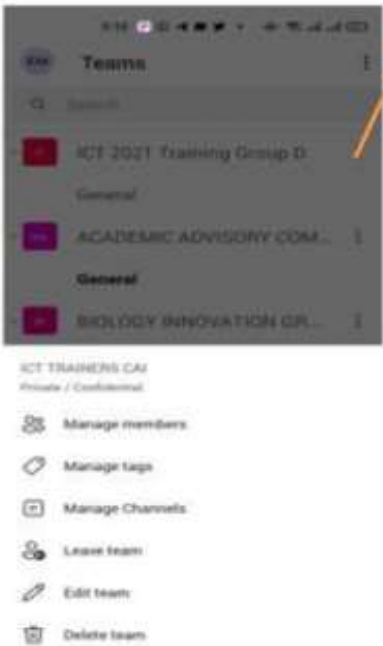 Teams
Search
ICT 2021 Training Group D
General
ACADEMIC ADVISORY COM...
General
BIOLOGY INNOVATION GR...
ICT TRAINERS CAI
Private / Confidential
Manage members
Manage tags
Manage Channels
Leave team
Edit team
Delete team